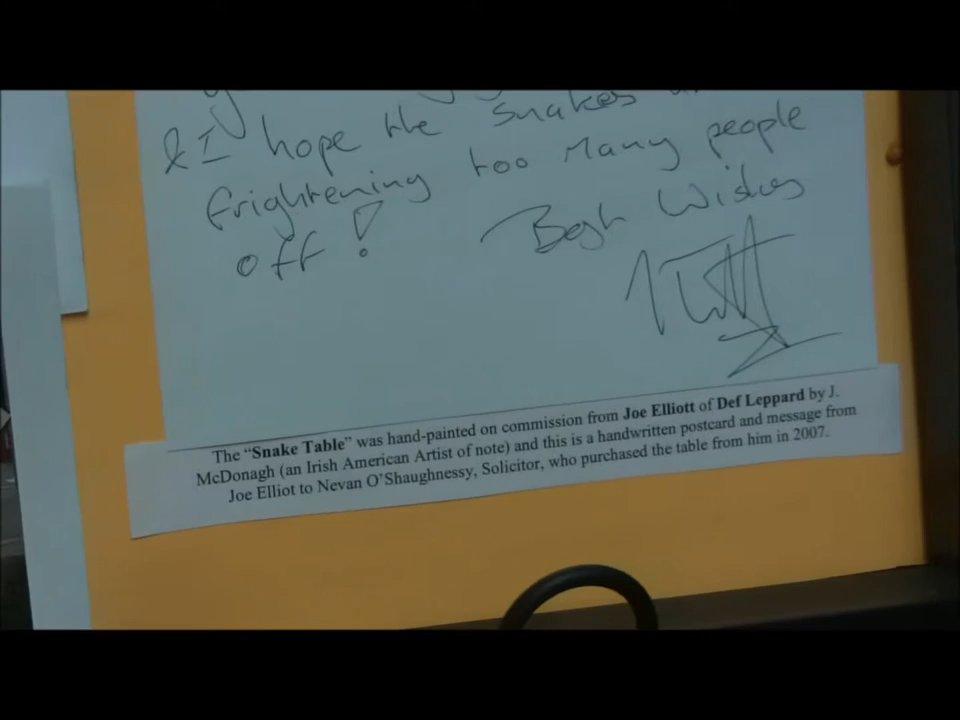 & I hope the snakes
frightening too many people
off!
Best Wishes
The “Snake Table” was hand-painted on commission from Joe Elliott of Def Leppard by J.
McDonagh (an Irish American Artist of note) and this is a handwritten postcard and message from
Joe Elliot to Nevan O’Shaughnessy, Solicitor, who purchased the table from him in 2007.